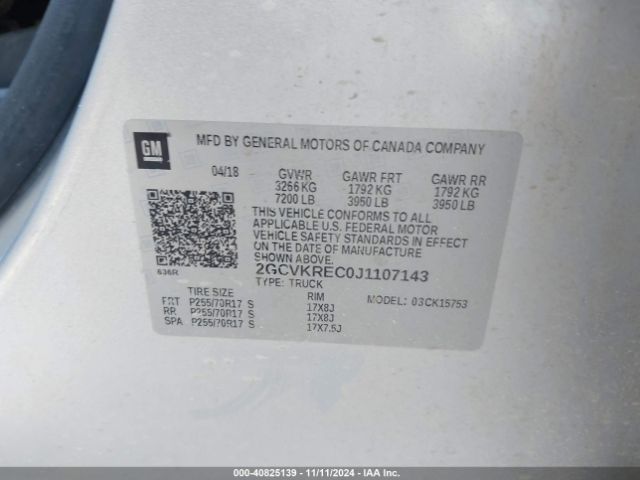 GM
MFD BY GENERAL MOTORS OF CANADA COMPANY
04/18 GVWR GAWR FRT GAWR RR
3266 KG 1792 KG 1792 KG
7200 LB 3950 LB 3950 LB
THIS VEHICLE CONFORMS TO ALL
APPLICABLE U.S. FEDERAL MOTOR
VEHICLE SAFETY STANDARDS IN EFFECT
ON THE DATE OF MANUFACTURE
SHOWN ABOVE.
636R 2GCVKREC0J1107143
TYPE: TRUCK
TIRE SIZE RIM MODEL: 03CK15753
FRT P255/70R17 S 17X8J
RR P255/70R17 S 17X8J
SPA P255/70R17 S 17X7.5J
000-40825139 - 11/11/2024 - IAA Inc.